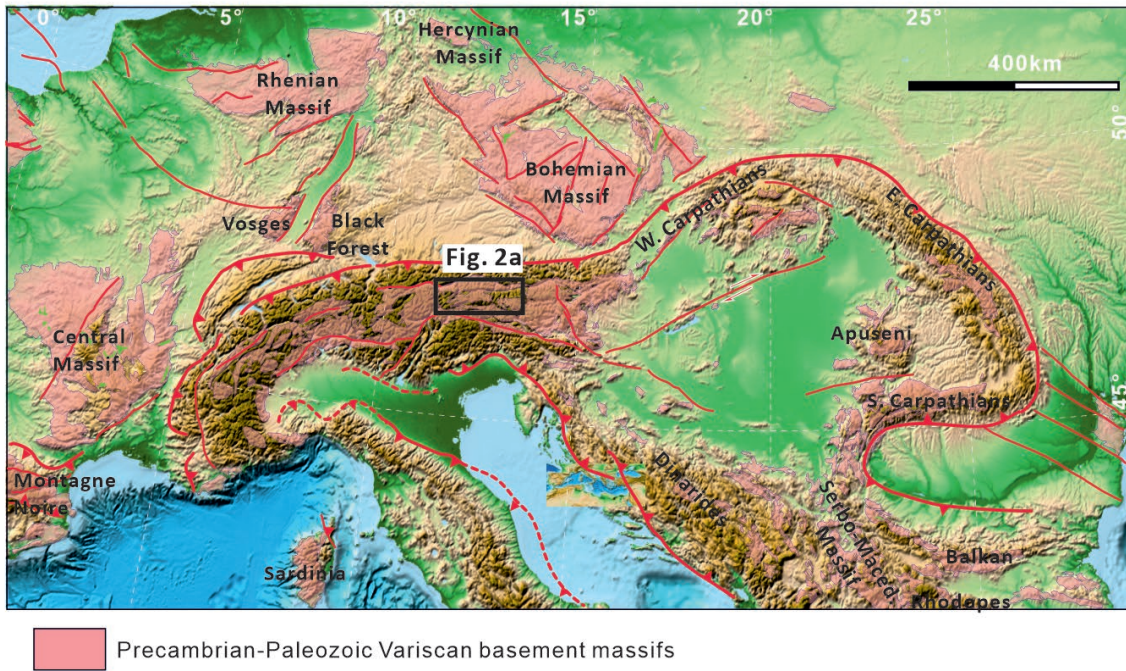 0°
5°
10°
15°
20°
25°
Hercynian
Massif
400km
Rhenian
Massif
50°
Bohemian
Massif
W. Carpathians
E. Carpathians
Vosges
Black
Forest
Fig. 2a
Central
Massif
Apuseni
45°
S. Carpathians
Montagne
Noire
Dinarides
Serbo-Maced.
Massif
Balkan
Sardinia
Rhodopes
Precambrian-Paleozoic Variscan basement massifs